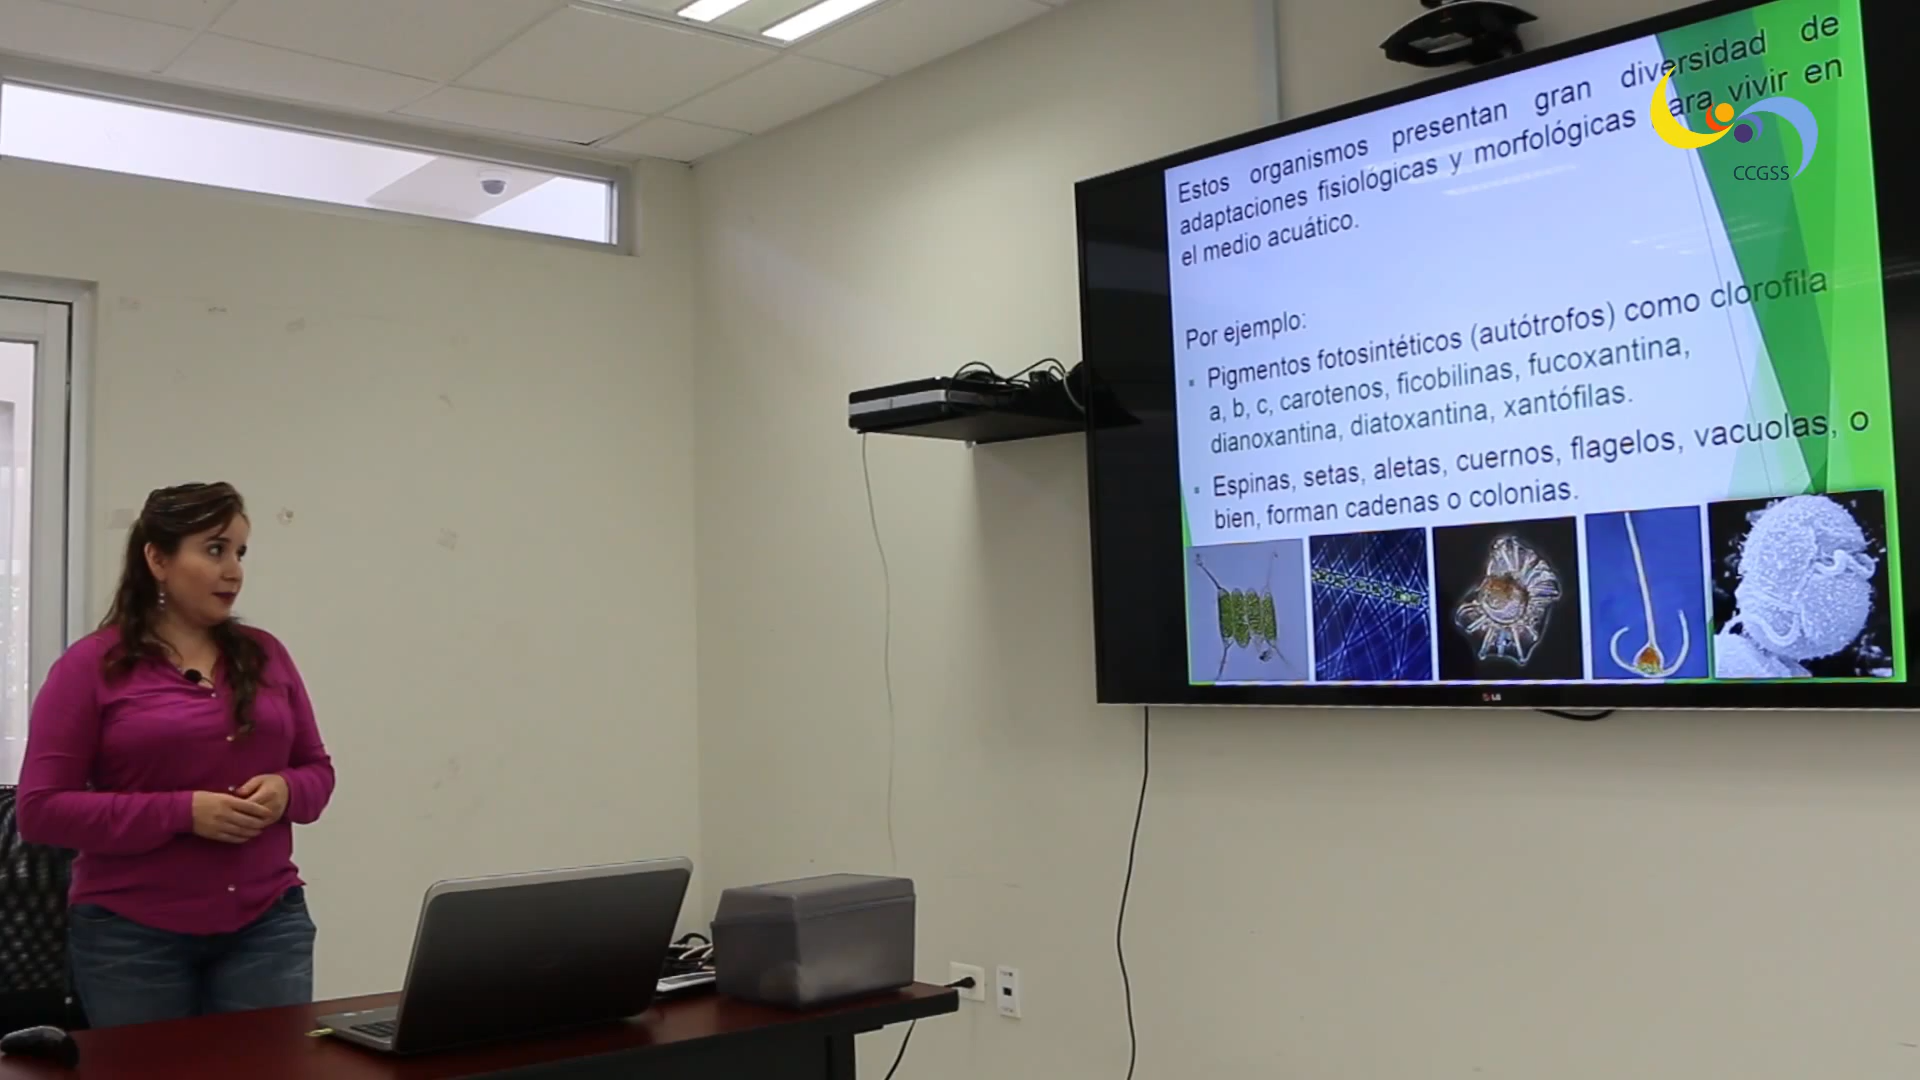 Estos organismos presentan gran diversidad de
adaptaciones fisiológicas y morfológicas para vivir en
el medio acuático.
Por ejemplo:
▪ Pigmentos fotosintéticos (autótrofos) como clorofila
a, b, c, carotenos, ficobilinas, fucoxantina,
dianoxantina, diatoxantina, xantófilas.
▪ Espinas, setas, aletas, cuernos, flagelos, vacuolas, o
bien, forman cadenas o colonias.
CCGSS
LG